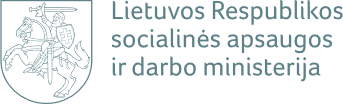 Lietuvos Respublikos
socialinės apsaugos
ir darbo ministerija